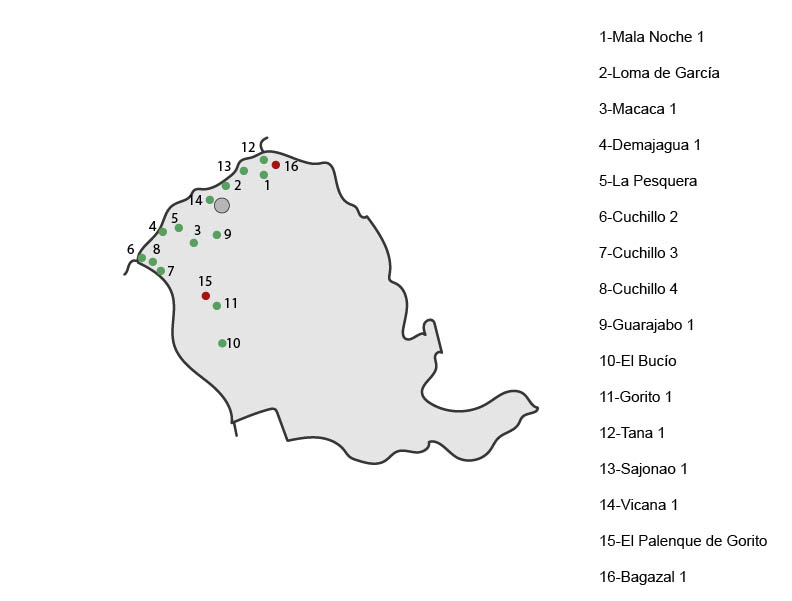 12
13
16
2
1
14
5
4
3
9
6
8
7
15
11
10
1-Mala Noche 1
2-Loma de García
3-Macaca 1
4-Demajagua 1
5-La Pesquera
6-Cuchillo 2
7-Cuchillo 3
8-Cuchillo 4
9-Guarajabo 1
10-El Bucío
11-Gorito 1
12-Tana 1
13-Sajonao 1
14-Vicana 1
15-El Palenque de Gorito
16-Bagazal 1